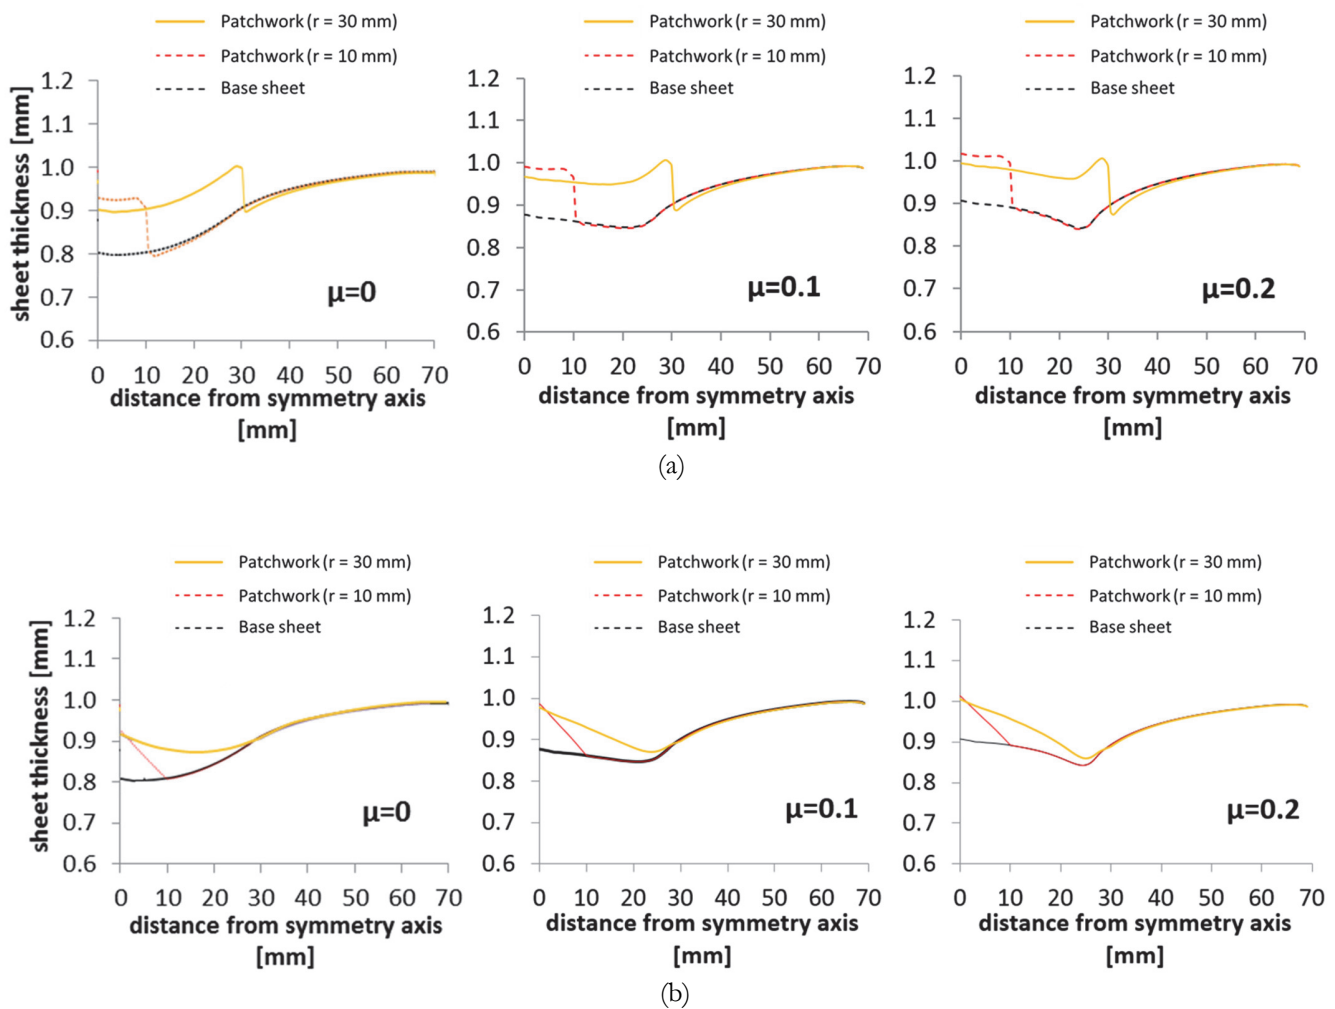 Patchwork (r = 30 mm)
Patchwork (r = 10 mm)
Base sheet
sheet thickness [mm]
1.2
1.1
1.0
0.9
0.8
0.7
0.6
0 10 20 30 40 50 60 70
distance from symmetry axis
[mm]
μ=0
Patchwork (r = 30 mm)
Patchwork (r = 10 mm)
Base sheet
1.2
1.1
1.0
0.9
0.8
0.7
0.6
0 10 20 30 40 50 60 70
distance from symmetry axis
[mm]
μ=0.1
Patchwork (r = 30 mm)
Patchwork (r = 10 mm)
Base sheet
1.2
1.1
1.0
0.9
0.8
0.7
0.6
0 10 20 30 40 50 60 70
distance from symmetry axis
[mm]
μ=0.2
(a)
Patchwork (r = 30 mm)
Patchwork (r = 10 mm)
Base sheet
sheet thickness [mm]
1.2
1.1
1.0
0.9
0.8
0.7
0.6
0 10 20 30 40 50 60 70
distance from symmetry axis
[mm]
μ=0
Patchwork (r = 30 mm)
Patchwork (r = 10 mm)
Base sheet
1.2
1.1
1.0
0.9
0.8
0.7
0.6
0 10 20 30 40 50 60 70
distance from symmetry axis
[mm]
μ=0.1
Patchwork (r = 30 mm)
Patchwork (r = 10 mm)
Base sheet
1.2
1.1
1.0
0.9
0.8
0.7
0.6
0 10 20 30 40 50 60 70
distance from symmetry axis
[mm]
μ=0.2
(b)